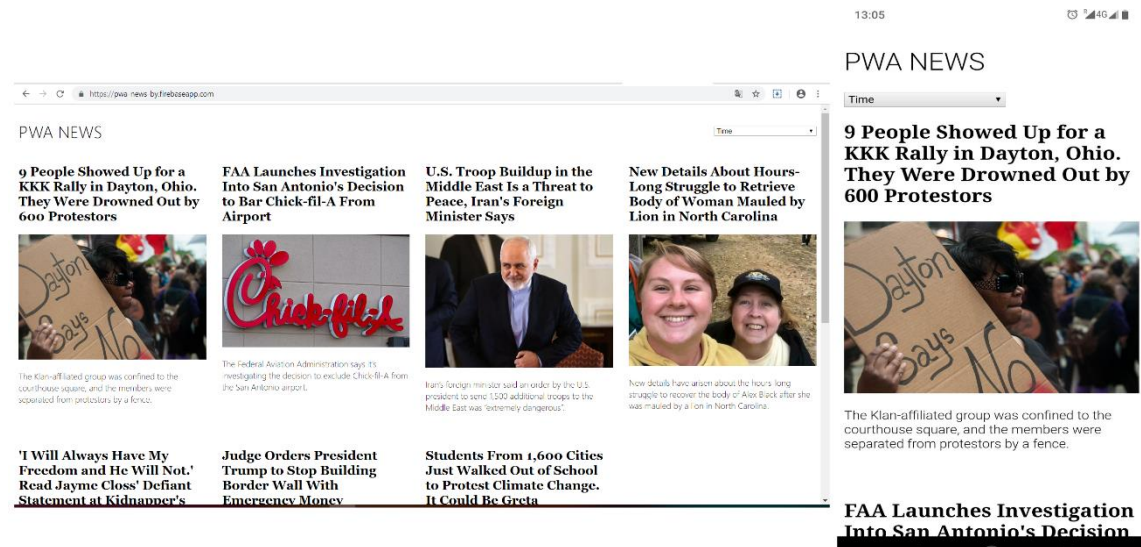 https://pwa-news-by.firebaseapp.com
PWA NEWS
Time
9 People Showed Up for a
KKK Rally in Dayton, Ohio.
They Were Drowned Out by
600 Protestors
Dayton
Says
No
The Klan-affiliated group was confined to the
courthouse square, and the members were
separated from protestors by a fence.
FAA Launches Investigation
Into San Antonio's Decision
to Bar Chick-fil-A From
Airport
Chick-fil-A
The Federal Aviation Administration says it's
investigating the decision to exclude Chick-fil-A from
the San Antonio airport.
U.S. Troop Buildup in the
Middle East Is a Threat to
Peace, Iran's Foreign
Minister Says
Iran's foreign minister said an order by the U.S.
president to send 1,500 additional troops to the
Middle East was "extremely dangerous".
New Details About Hours-
Long Struggle to Retrieve
Body of Woman Mauled by
Lion in North Carolina
New details have arisen about the hours-long
struggle to recover the body of Alex Black after she
was mauled by a lion in North Carolina.
'I Will Always Have My
Freedom and He Will Not.'
Read Jayme Closs' Defiant
Statement at Kidnapper's
Judge Orders President
Trump to Stop Building
Border Wall With
Emergency Money
Students From 1,600 Cities
Just Walked Out of School
to Protest Climate Change.
It Could Be Greta
13:05
4G
PWA NEWS
Time
9 People Showed Up for a
KKK Rally in Dayton, Ohio.
They Were Drowned Out by
600 Protestors
Dayton
Says
No
The Klan-affiliated group was confined to the
courthouse square, and the members were
separated from protestors by a fence.
FAA Launches Investigation
Into San Antonio's Decision